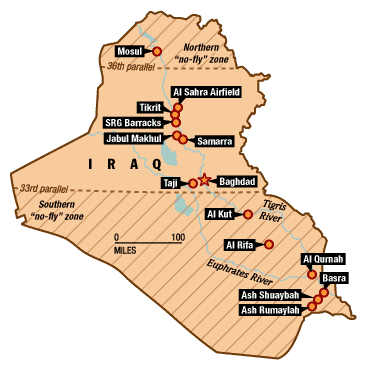 Northern
"no-fly" zone
Mosul
36th parallel
Al Sahra Airfield
Tikrit
SRG Barracks
Jabul Makhul
Samarra
I R A Q
Taji
Baghdad
33rd parallel
Southern
"no-fly" zone
Tigris
River
Al Kut
0 100
MILES
Al Rifa
Euphrates River
Al Qurnah
Basra
Ash Shuaybah
Ash Rumaylah